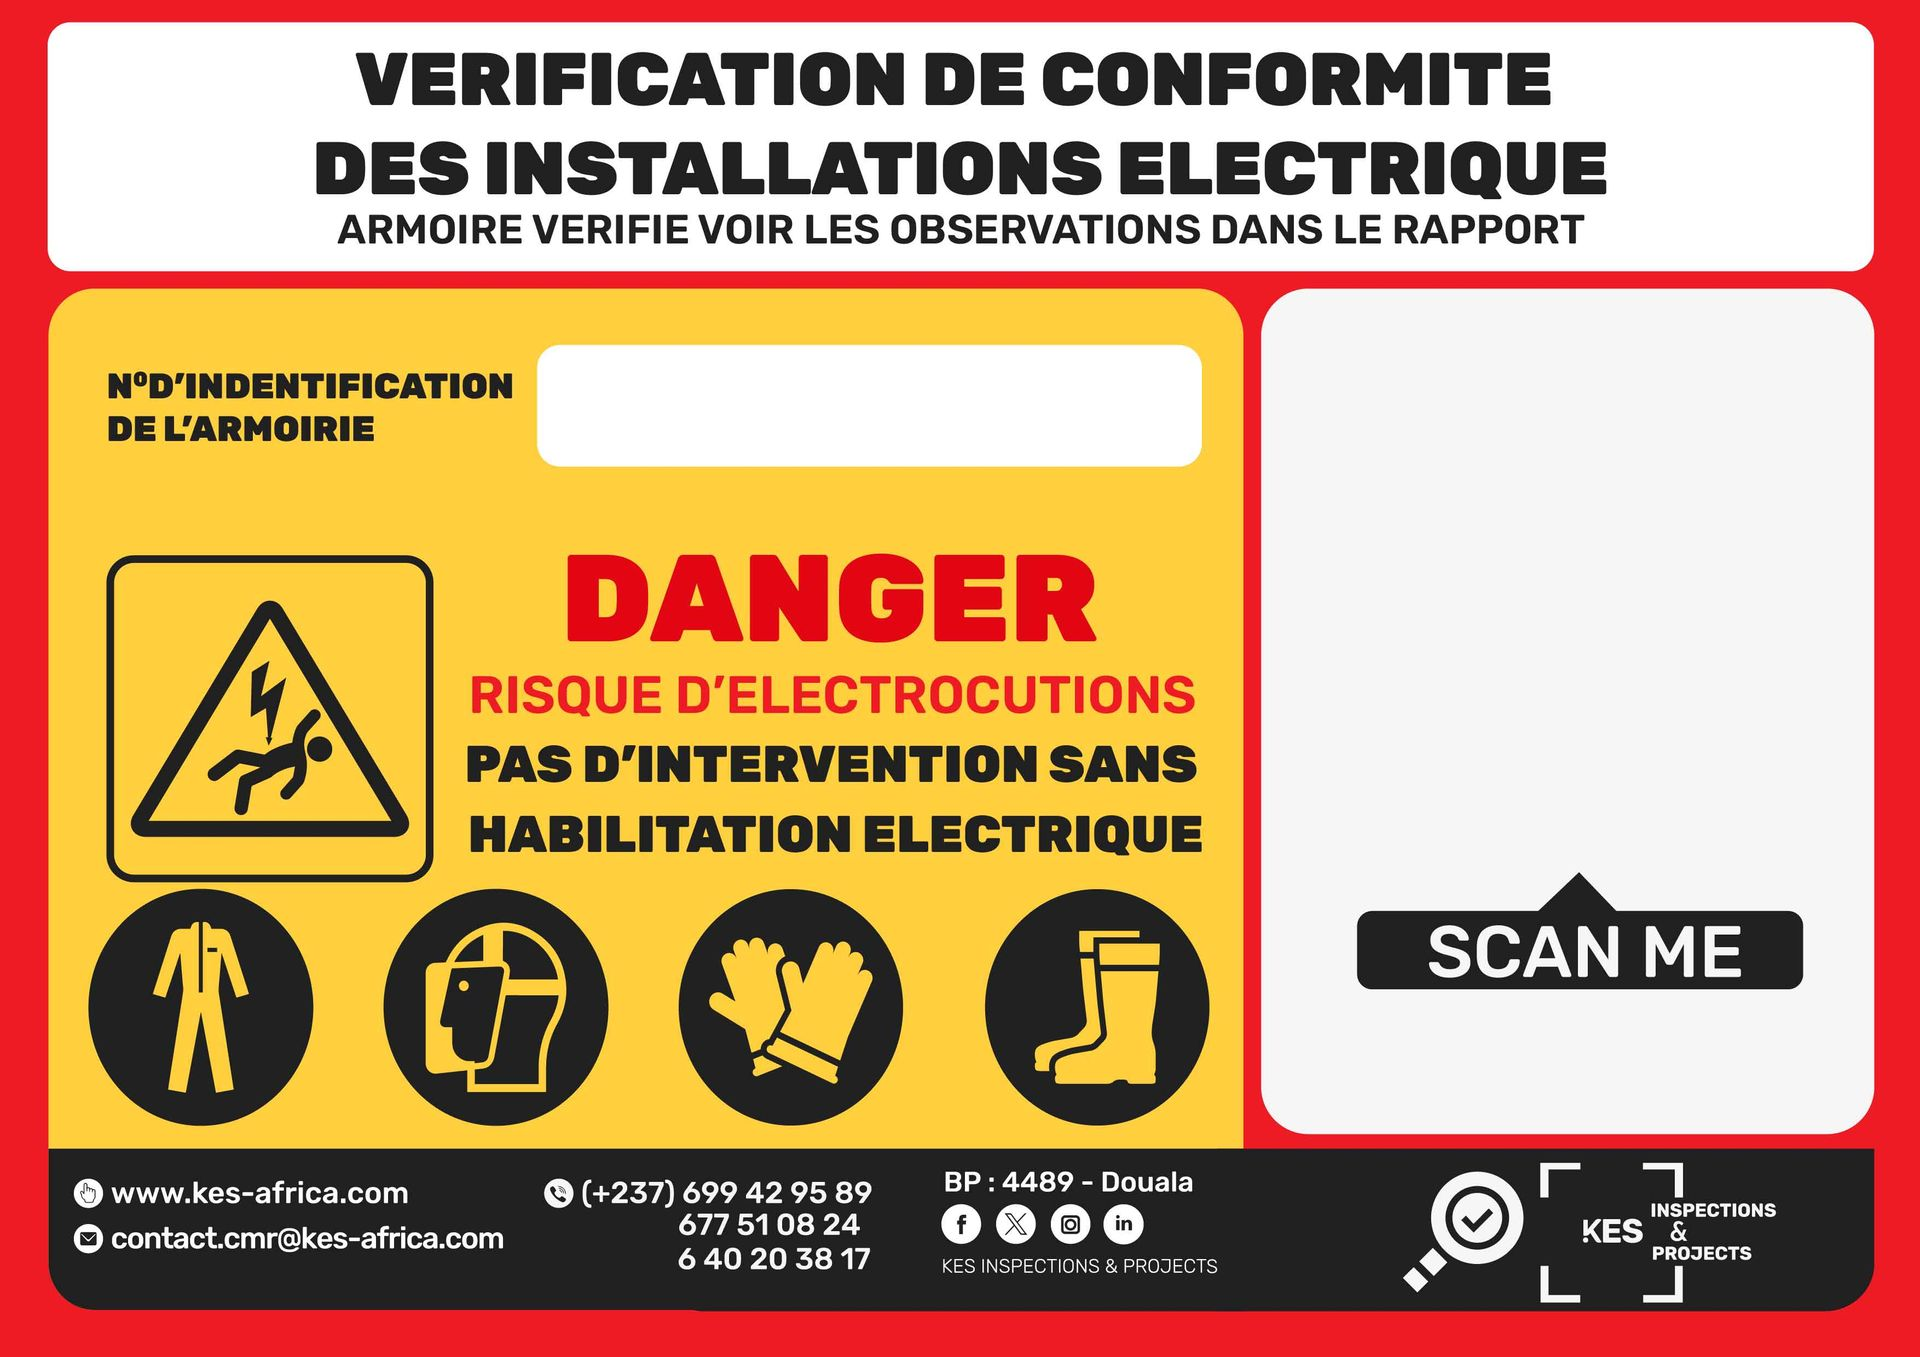 VERIFICATION DE CONFORMITE
DES INSTALLATIONS ELECTRIQUE
ARMOIRE VERIFIE VOIR LES OBSERVATIONS DANS LE RAPPORT
NºD'INDENTIFICATION
DE L'ARMOIRIE
DANGER
RISQUE D'ELECTROCUTIONS
PAS D'INTERVENTION SANS
HABILITATION ELECTRIQUE
SCAN ME
www.kes-africa.com
contact.cmr@kes-africa.com
(+237) 699 42 95 89
677 51 08 24
6 40 20 38 17
BP : 4489 - Douala
KES INSPECTIONS & PROJECTS
KES INSPECTIONS
&
PROJECTS